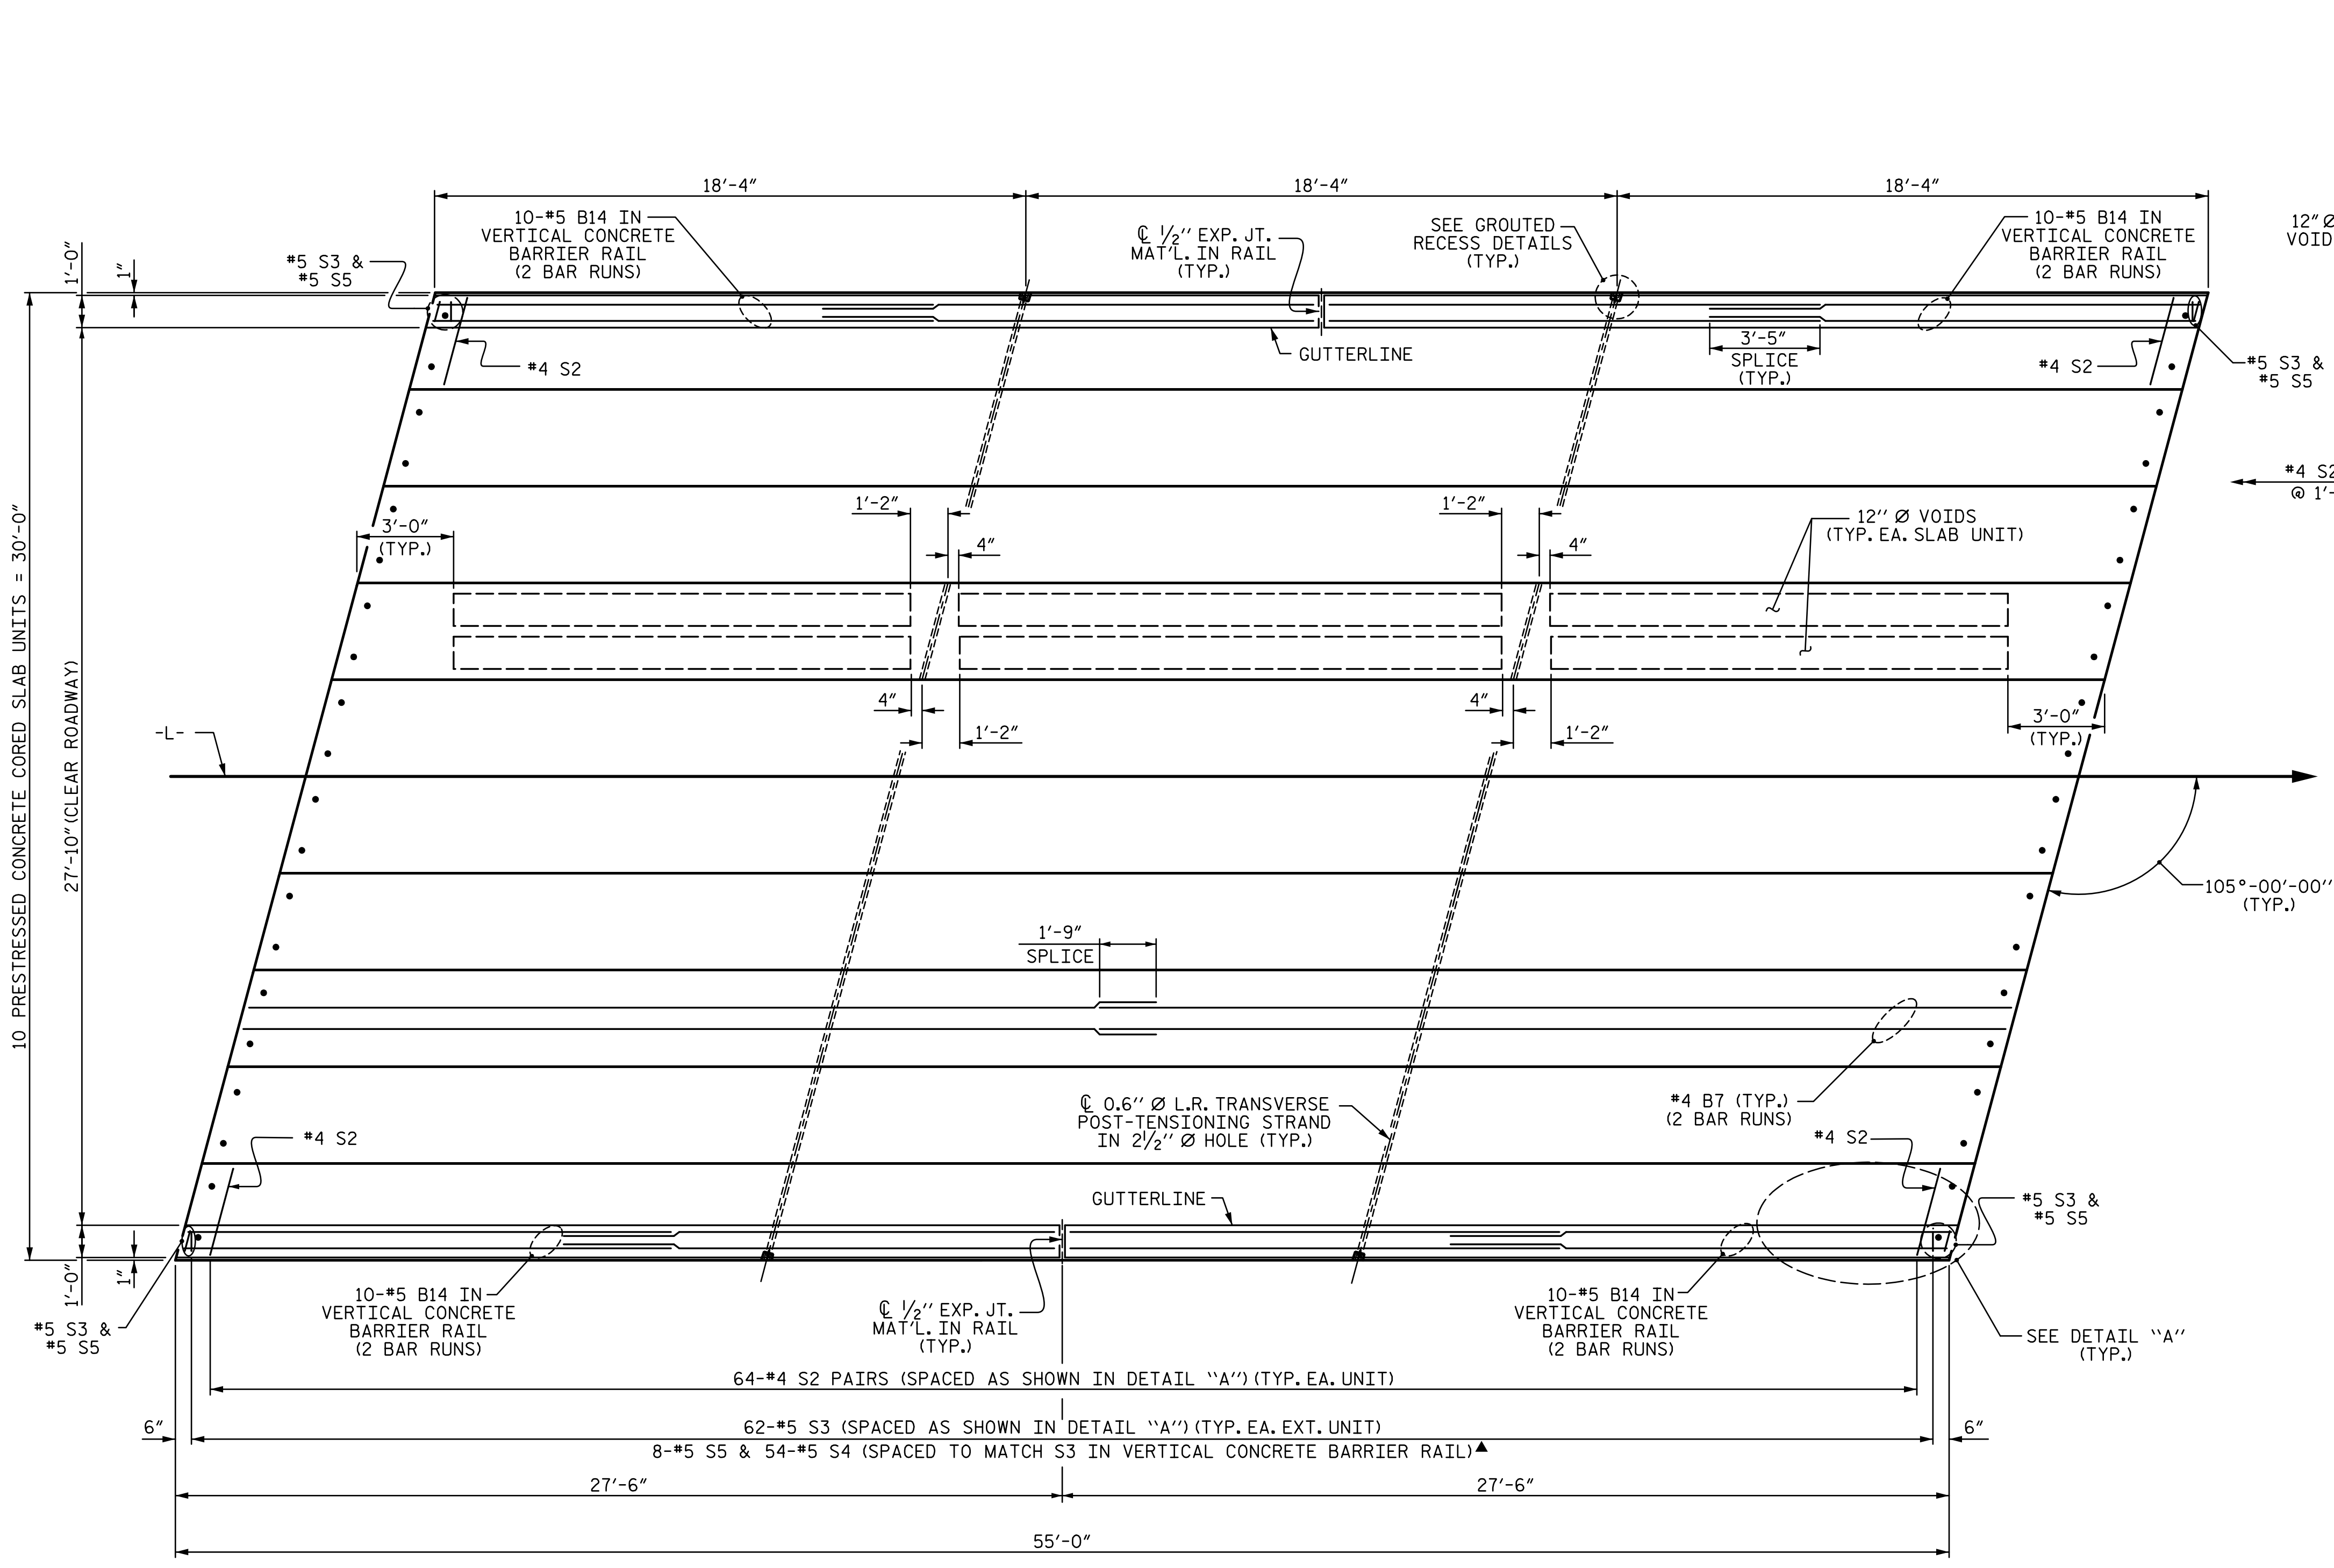 18'-4"
18'-4"
18'-4"
10-#5 B14 IN
VERTICAL CONCRETE
BARRIER RAIL
(2 BAR RUNS)
℄ 1/2" EXP. JT.
MAT'L. IN RAIL
(TYP.)
SEE GROUTED
RECESS DETAILS
(TYP.)
10-#5 B14 IN
VERTICAL CONCRETE
BARRIER RAIL
(2 BAR RUNS)
12" Ø
VOID
1'-0"
1"
#5 S3 &
#5 S5
GUTTERLINE
3'-5"
SPLICE
(TYP.)
#4 S2
#4 S2
#5 S3 &
#5 S5
#4 S2
@ 1'-
1'-2"
1'-2"
12" Ø VOIDS
(TYP. EA. SLAB UNIT)
3'-0"
(TYP.)
4"
4"
10 PRESTRESSED CONCRETE CORED SLAB UNITS = 30'-0"
27'-10" (CLEAR ROADWAY)
4"
4"
1'-2"
1'-2"
3'-0"
(TYP.)
-L-
105°-00'-00"
(TYP.)
1'-9"
SPLICE
℄ 0.6" Ø L.R. TRANSVERSE
POST-TENSIONING STRAND
IN 2 1/2" Ø HOLE (TYP.)
#4 B7 (TYP.)
(2 BAR RUNS)
#4 S2
#4 S2
GUTTERLINE
#5 S3 &
#5 S5
1'-0"
1"
#5 S3 &
#5 S5
10-#5 B14 IN
VERTICAL CONCRETE
BARRIER RAIL
(2 BAR RUNS)
℄ 1/2" EXP. JT.
MAT'L. IN RAIL
(TYP.)
10-#5 B14 IN
VERTICAL CONCRETE
BARRIER RAIL
(2 BAR RUNS)
SEE DETAIL "A"
(TYP.)
64-#4 S2 PAIRS (SPACED AS SHOWN IN DETAIL "A") (TYP. EA. UNIT)
6"
62-#5 S3 (SPACED AS SHOWN IN DETAIL "A") (TYP. EA. EXT. UNIT)
6"
8-#5 S5 & 54-#5 S4 (SPACED TO MATCH S3 IN VERTICAL CONCRETE BARRIER RAIL)▲
27'-6"
27'-6"
55'-0"